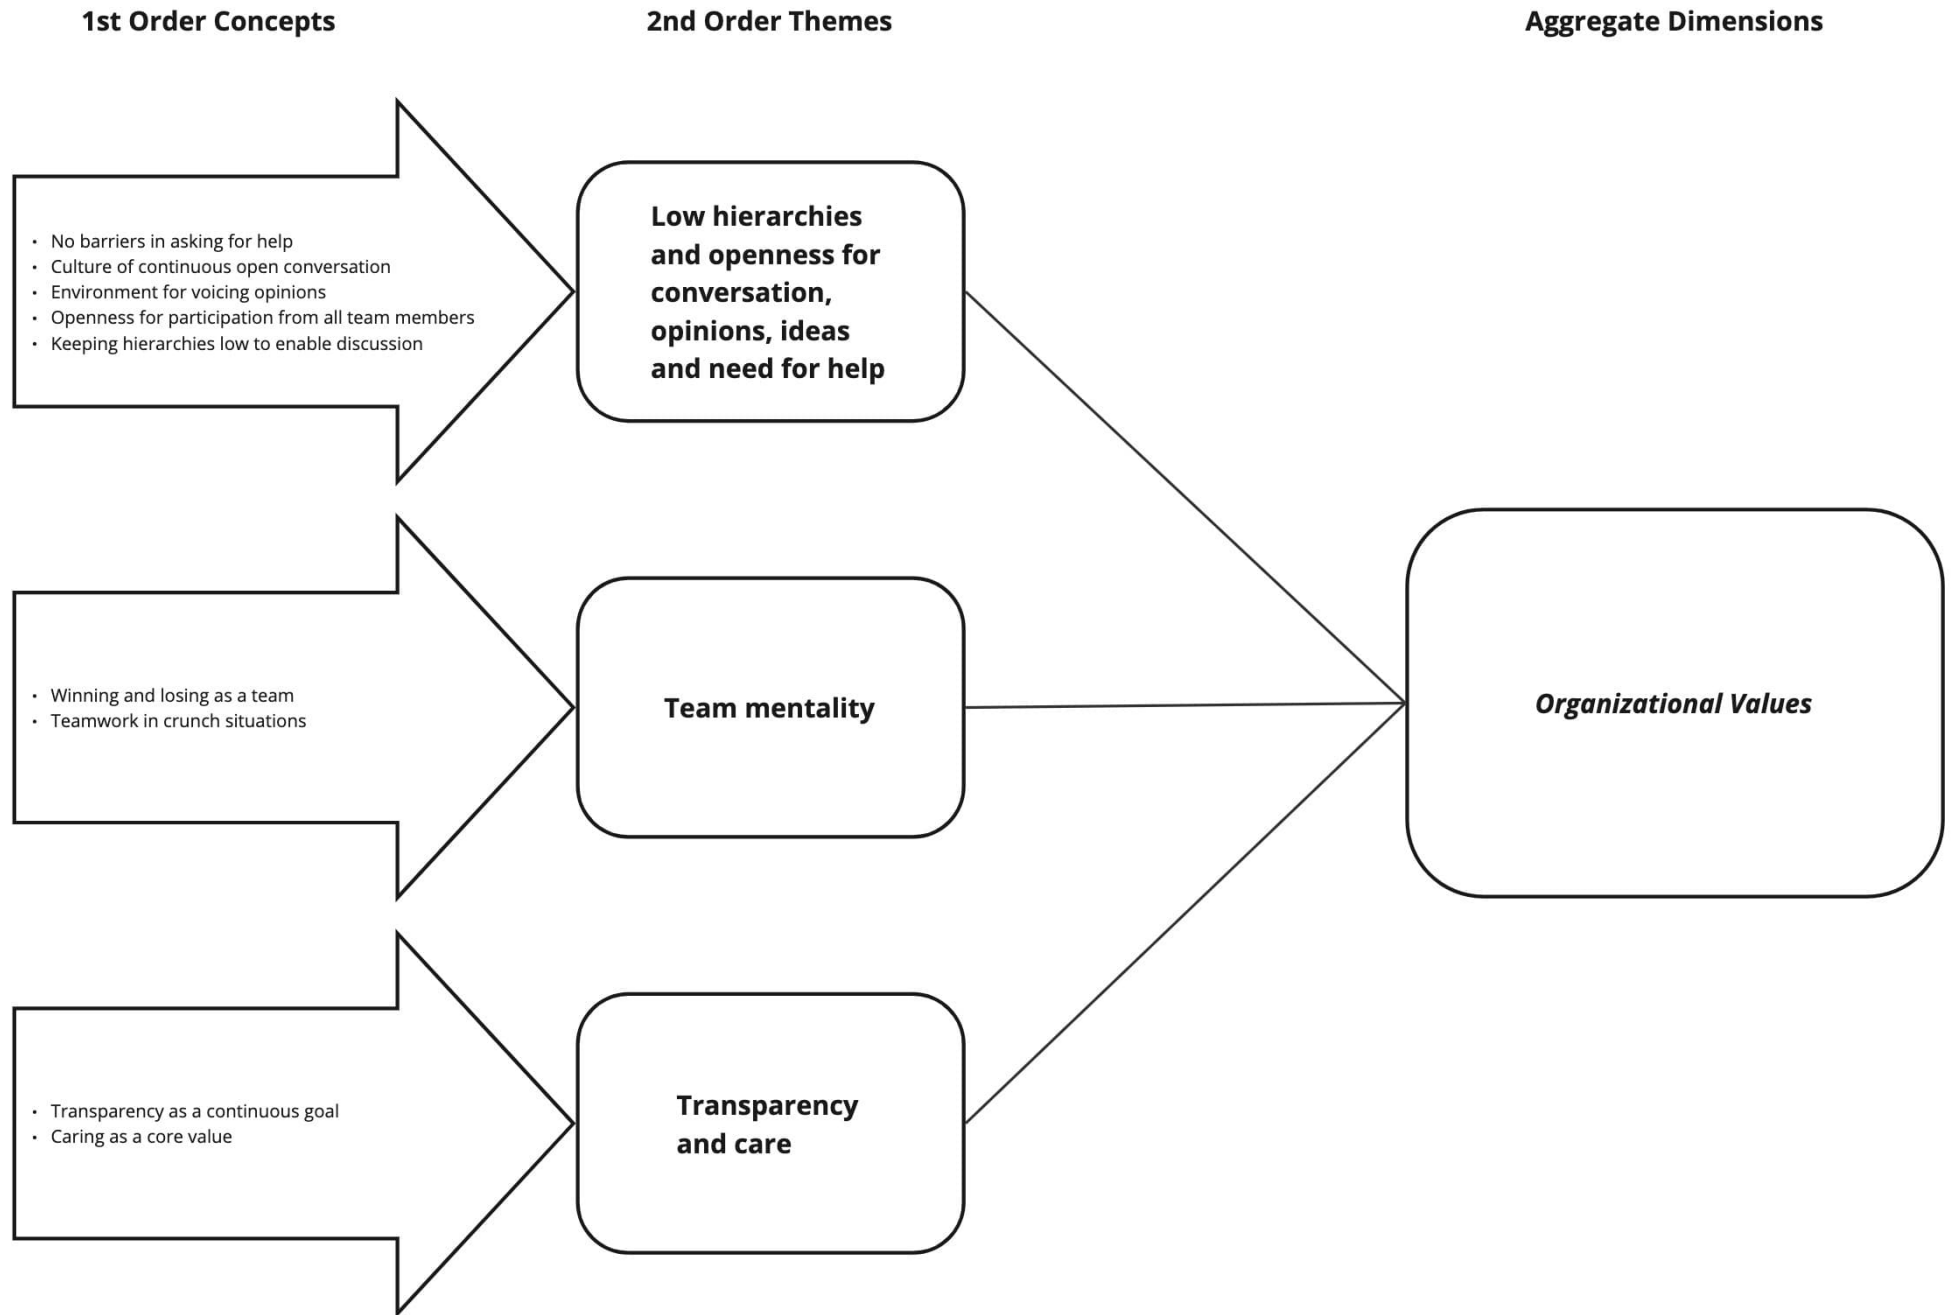 1st Order Concepts
2nd Order Themes
Aggregate Dimensions
• No barriers in asking for help
• Culture of continuous open conversation
• Environment for voicing opinions
• Openness for participation from all team members
• Keeping hierarchies low to enable discussion
Low hierarchies
and openness for
conversation,
opinions, ideas
and need for help
• Winning and losing as a team
• Teamwork in crunch situations
Team mentality
Organizational Values
• Transparency as a continuous goal
• Caring as a core value
Transparency
and care